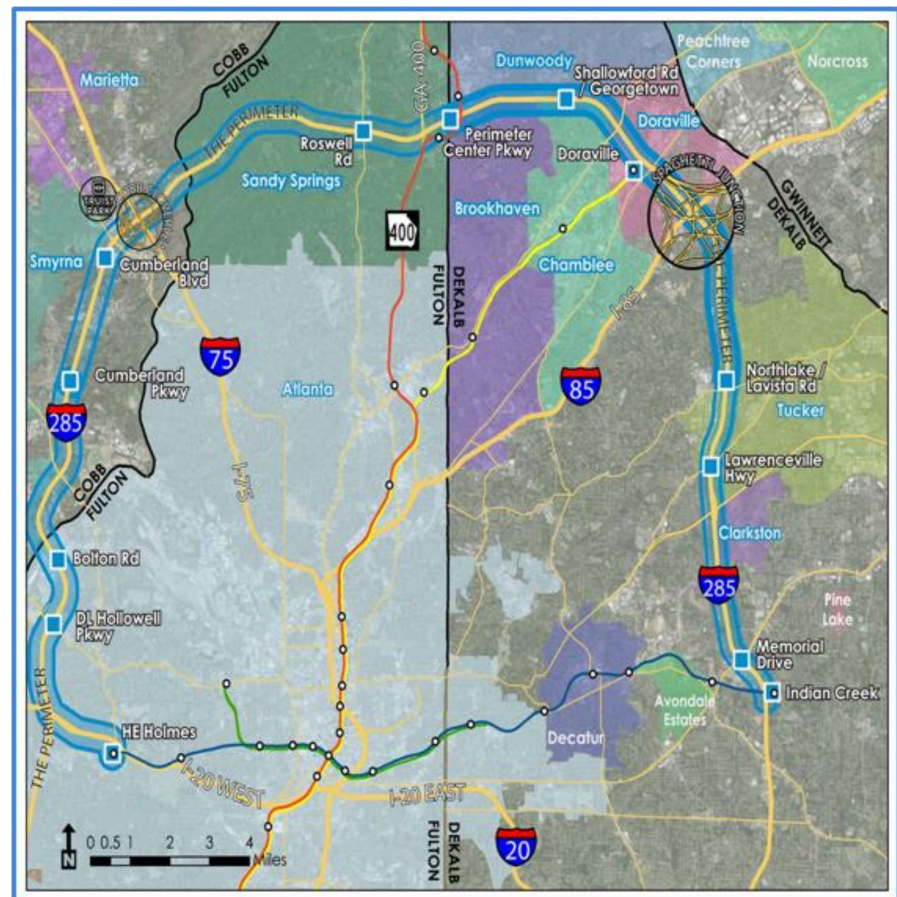 Marietta
COBB
FULTON
GA-400
Dunwoody
Peachtree
Corners
Norcross
Shallowford Rd
/ Georgetown
THE PERIMETER
Roswell
Rd
Perimeter
Center Pkwy
Doraville
Doraville
SPAGHETTI JUNCTION
GWINNETT
DEKALB
Sandy Springs
TRUIST
PARK
400
Brookhaven
Smyrna
Cumberland
Blvd
FULTON
DEKALB
Chamblee
I-85
PERIMETER
75
Cumberland
Pkwy
Atlanta
85
Northlake /
Lavista Rd
Tucker
285
COBB
FULTON
I-75
Lawrenceville
Hwy
Clarkston
Bolton Rd
285
DL Hollowell
Pkwy
Pine
Lake
Memorial
Drive
Indian Creek
THE PERIMETER
HE Holmes
Avondale
Estates
Decatur
I-20 WEST
I-20 EAST
FULTON
DEKALB
20
N
0 0.5 1 2 3 4
Miles